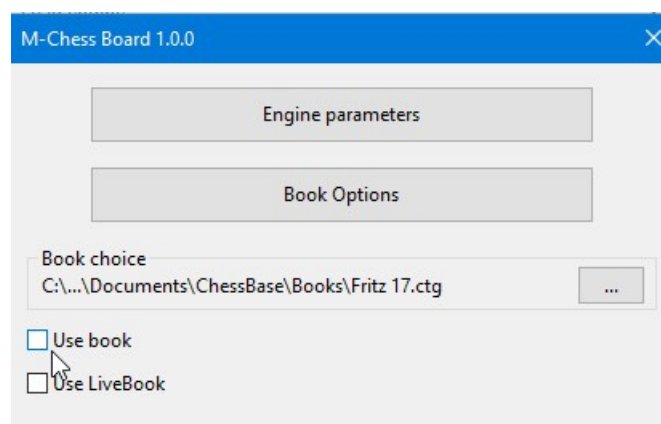 M-Chess Board 1.0.0
Engine parameters
Book Options
Book choice
C:\...\Documents\ChessBase\Books\Fritz 17.ctg
...
Use book
Use LiveBook